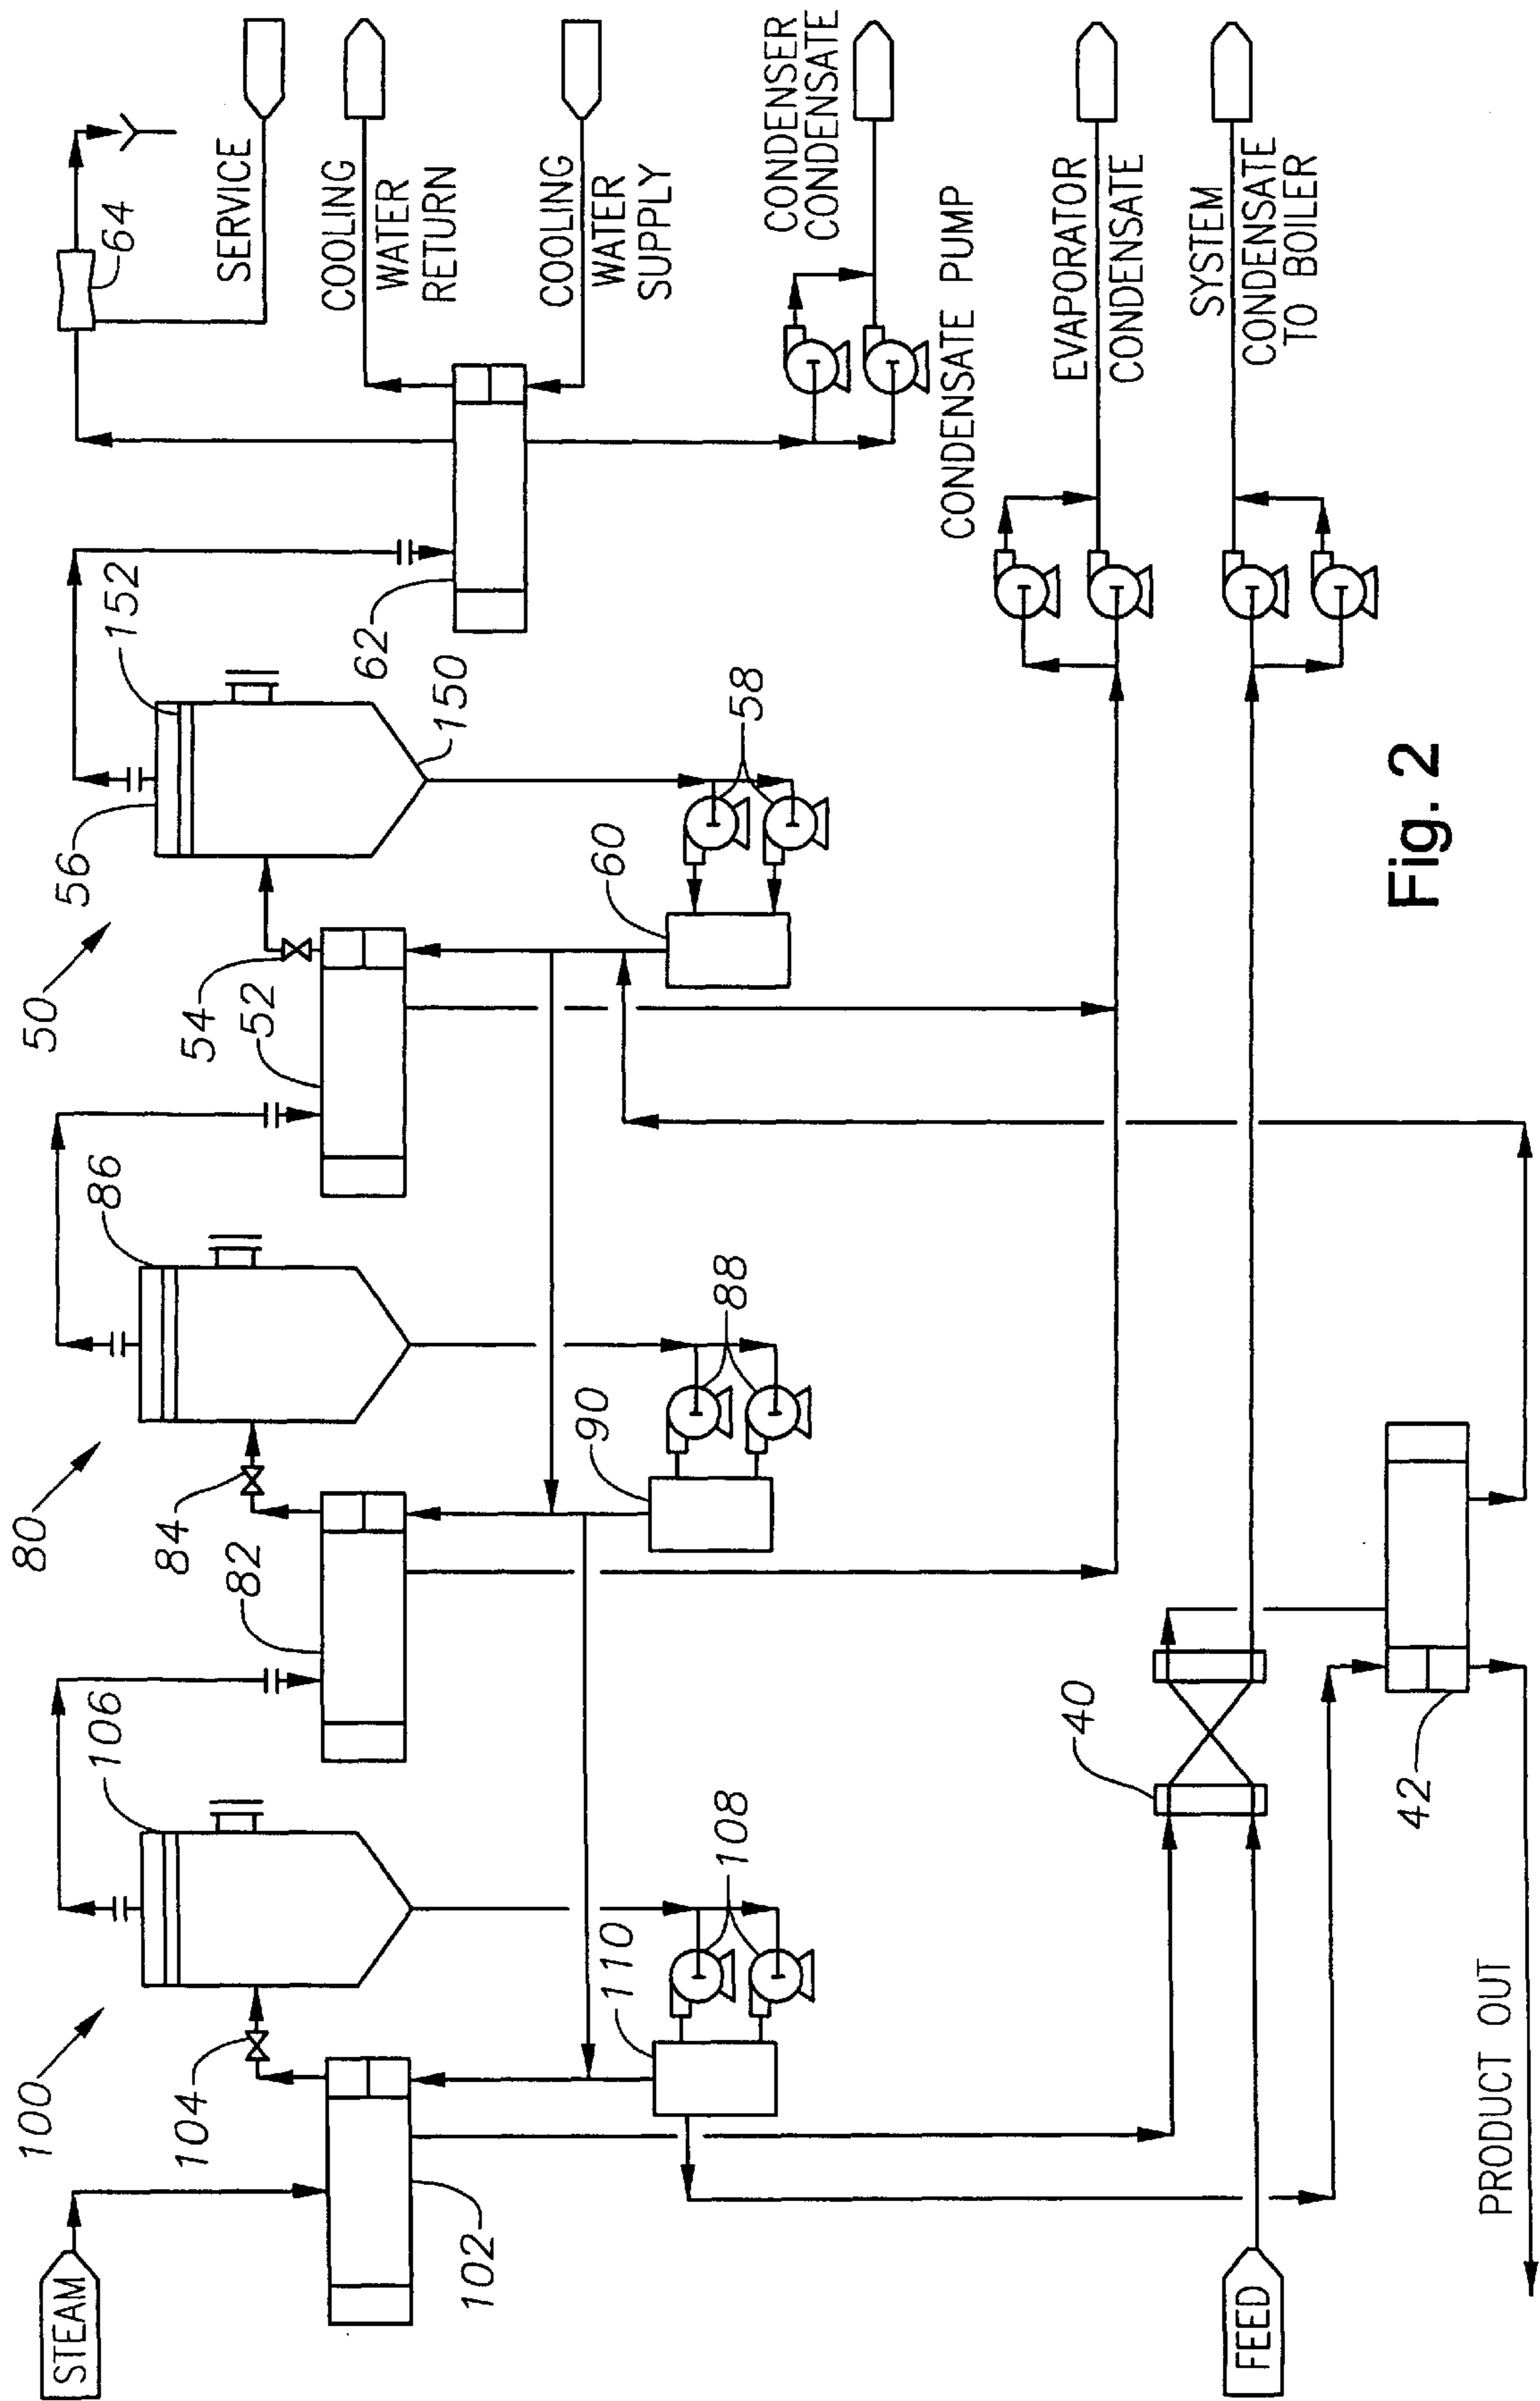 100
STEAM
104
102
106
110
108
80
84
82
86
90
88
50
54
52
56
152
150
60
58
62
64
SERVICE
COOLING
WATER
RETURN
COOLING
WATER
SUPPLY
CONDENSER
CONDENSATE
CONDENSATE PUMP
EVAPORATOR
CONDENSATE
SYSTEM
CONDENSATE
TO BOILER
FEED
40
42
PRODUCT OUT
Fig. 2